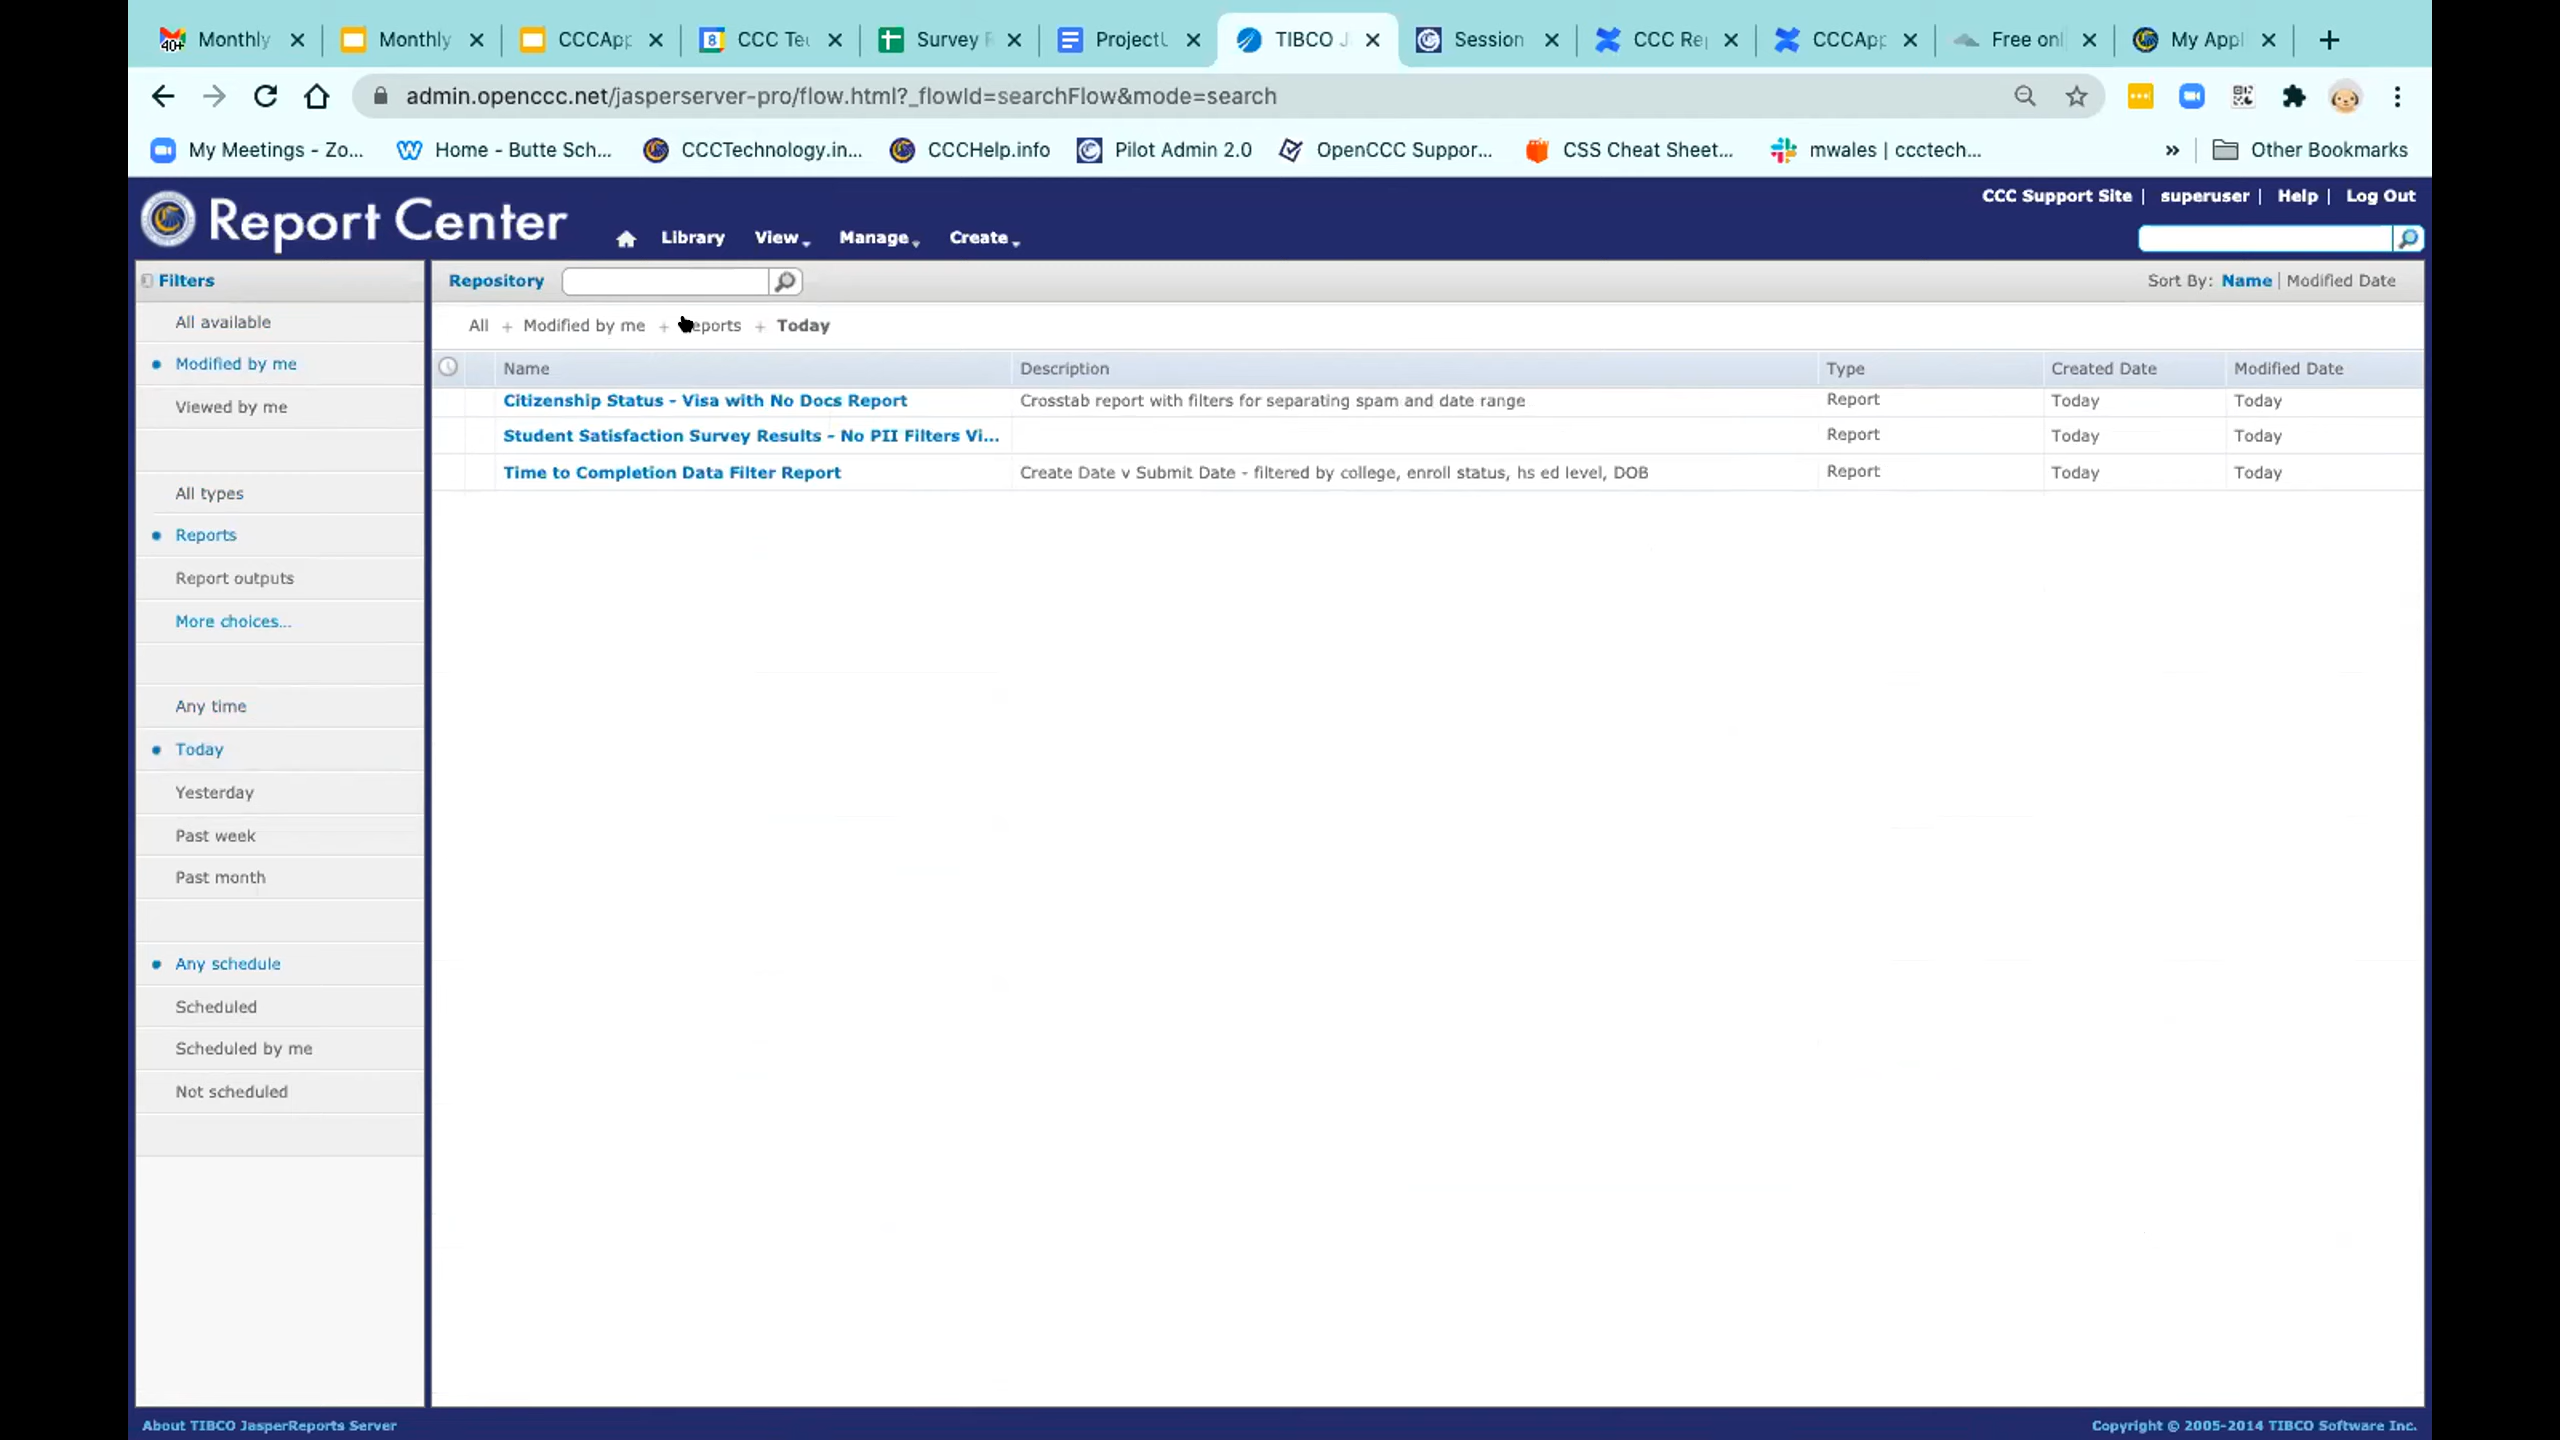 Monthly
Monthly
CCCApp
CCC Te
Survey R
ProjectU
TIBCO J
Session
CCC Rep
CCCApp
Free onl
My Appl
40+
8
admin.openccc.net/jasperserver-pro/flow.html?_flowId=searchFlow&mode=search
My Meetings - Zo...
Home - Butte Sch...
CCCTechnology.in...
CCCHelp.info
Pilot Admin 2.0
OpenCCC Suppor...
CSS Cheat Sheet...
mwales | ccctech...
»
Other Bookmarks
CCC Support Site | superuser | Help | Log Out
Report Center
Library
View
Manage
Create
Filters
Repository
Sort By: Name | Modified Date
All available
Modified by me
Viewed by me
All types
Reports
Report outputs
More choices...
Any time
Today
Yesterday
Past week
Past month
Any schedule
Scheduled
Scheduled by me
Not scheduled
All + Modified by me + eports + Today
Name Description Type Created Date Modified Date
Citizenship Status - Visa with No Docs Report Crosstab report with filters for separating spam and date range Report Today Today
Student Satisfaction Survey Results - No PII Filters Vi... Report Today Today
Time to Completion Data Filter Report Create Date v Submit Date - filtered by college, enroll status, hs ed level, DOB Report Today Today
About TIBCO JasperReports Server
Copyright © 2005-2014 TIBCO Software Inc.